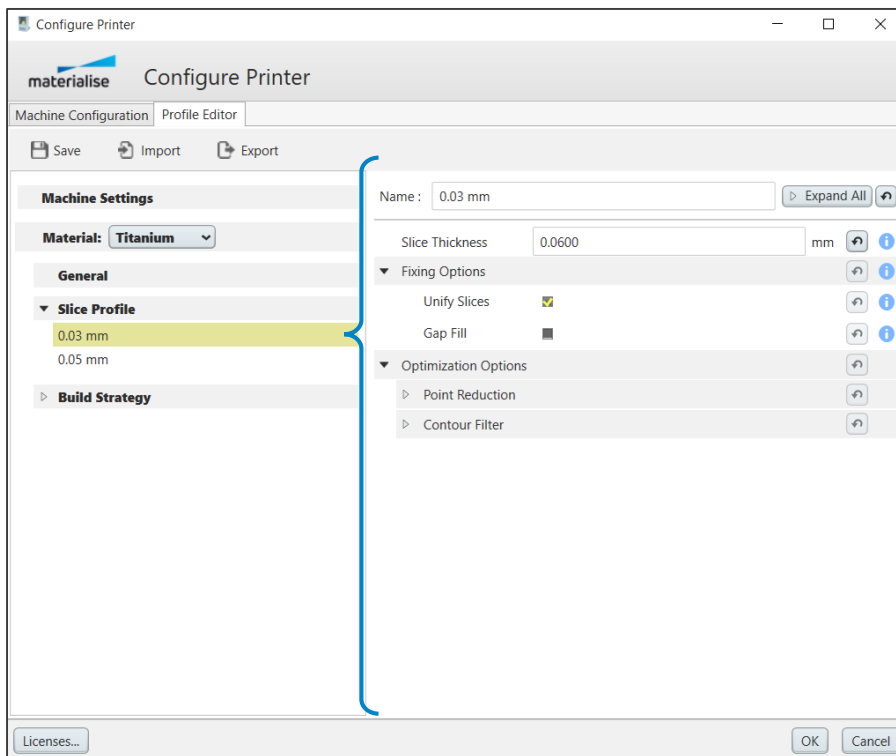 Configure Printer
materialise
Configure Printer
Machine Configuration
Profile Editor
Save
Import
Export
Machine Settings
Material: Titanium
General
Slice Profile
0.03 mm
0.05 mm
Build Strategy
Name : 0.03 mm
Expand All
Slice Thickness 0.0600 mm
Fixing Options
Unify Slices
Gap Fill
Optimization Options
Point Reduction
Contour Filter
Licenses...
OK
Cancel